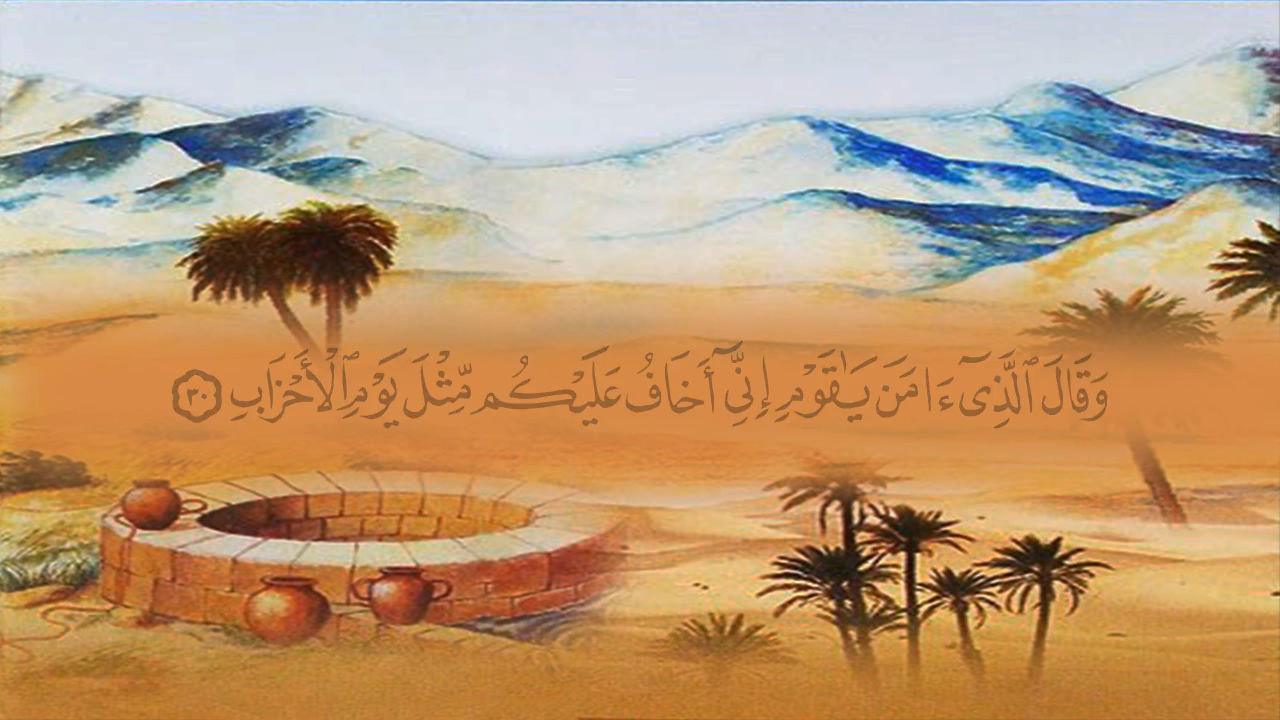 وَقَالَ ٱلَّذِىٓ ءَامَنَ يَـٰقَوْمِ إِنِّىٓ أَخَافُ عَلَيْكُم مِّثْلَ يَوْمِ ٱلْأَحْزَابِ ٣٠